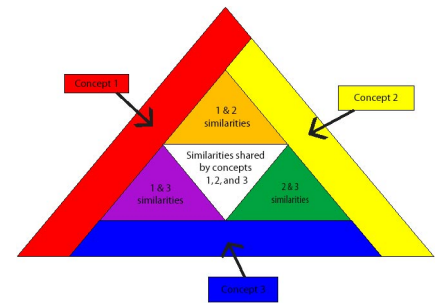 Concept 1
Concept 2
1 & 2
similarities
Similarities shared
by concepts
1, 2, and 3
1 & 3
similarities
2 & 3
similarities
Concept 3